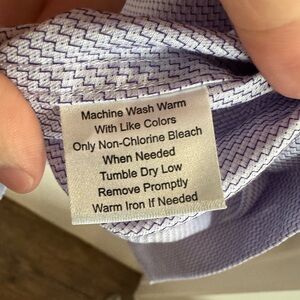 Machine Wash Warm
With Like Colors
Only Non-Chlorine Bleach
When Needed
Tumble Dry Low
Remove Promptly
Warm Iron If Needed